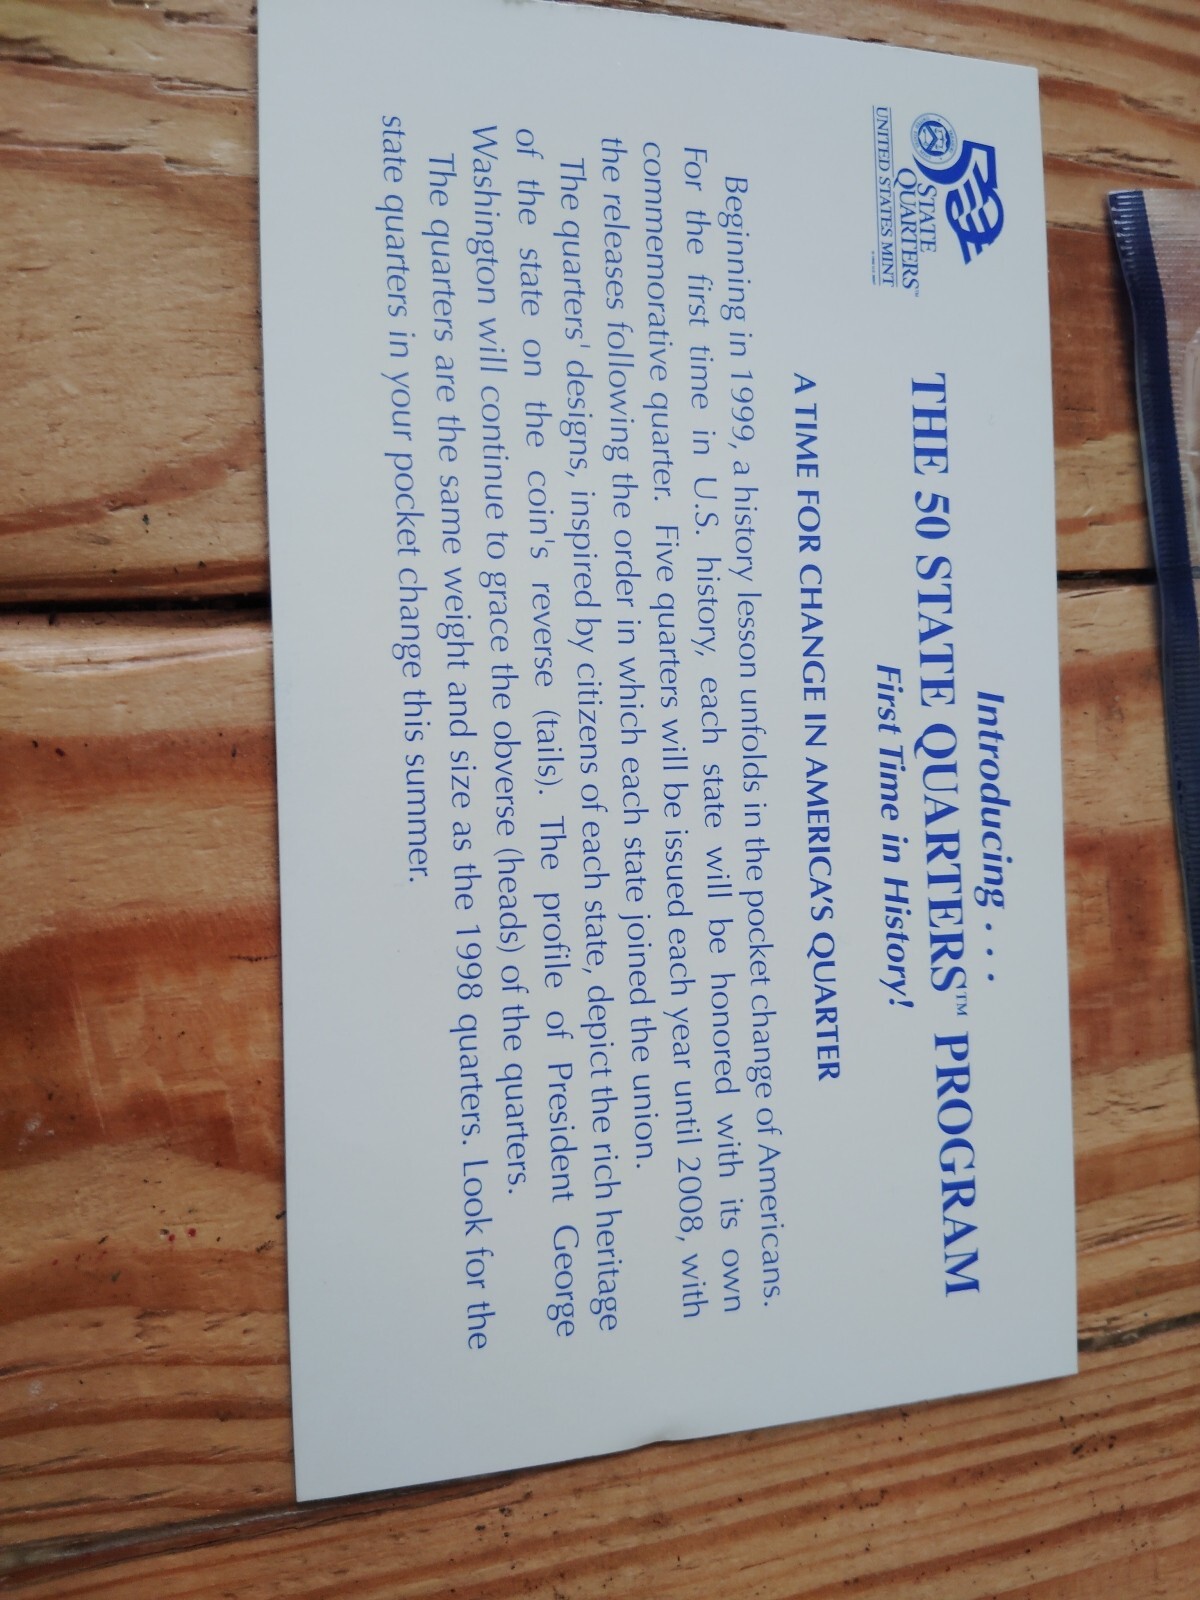 50
STATE
QUARTERS™
UNITED STATES MINT
Introducing . . .
THE 50 STATE QUARTERS™ PROGRAM
First Time in History!
A TIME FOR CHANGE IN AMERICA'S QUARTER
Beginning in 1999, a history lesson unfolds in the pocket change of Americans.
For the first time in U.S. history, each state will be honored with its own
commemorative quarter. Five quarters will be issued each year until 2008, with
the releases following the order in which each state joined the union.
The quarters' designs, inspired by citizens of each state, depict the rich heritage
of the state on the coin's reverse (tails). The profile of President George
Washington will continue to grace the obverse (heads) of the quarters.
The quarters are the same weight and size as the 1998 quarters. Look for the
state quarters in your pocket change this summer.